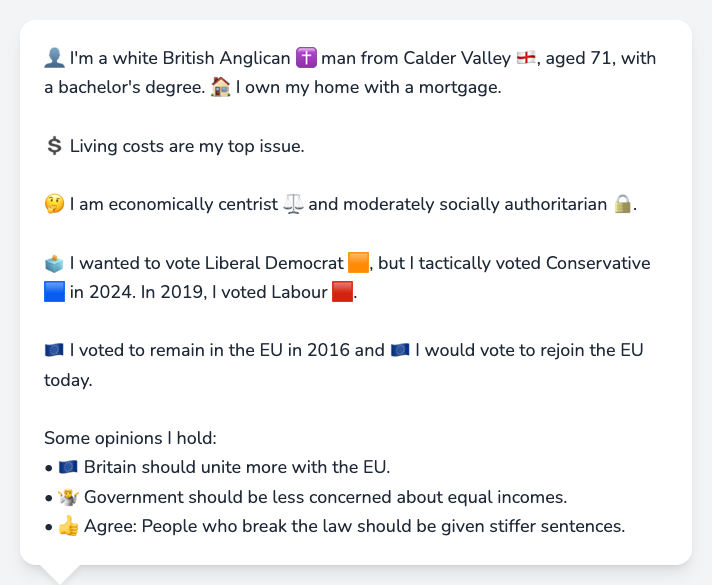 👤 I'm a white British Anglican ✝️ man from Calder Valley 🏴󠁧󠁢󠁥󠁮󠁧󠁿, aged 71, with
a bachelor's degree. 🏠 I own my home with a mortgage.
💲 Living costs are my top issue.
🤔 I am economically centrist ⚖️ and moderately socially authoritarian 🔒.
🗳️ I wanted to vote Liberal Democrat 🟧, but I tactically voted Conservative
🟦 in 2024. In 2019, I voted Labour 🟥.
🇪🇺 I voted to remain in the EU in 2016 and 🇪🇺 I would vote to rejoin the EU
today.
Some opinions I hold:
• 🇪🇺 Britain should unite more with the EU.
• 🤷 Government should be less concerned about equal incomes.
• 👍 Agree: People who break the law should be given stiffer sentences.